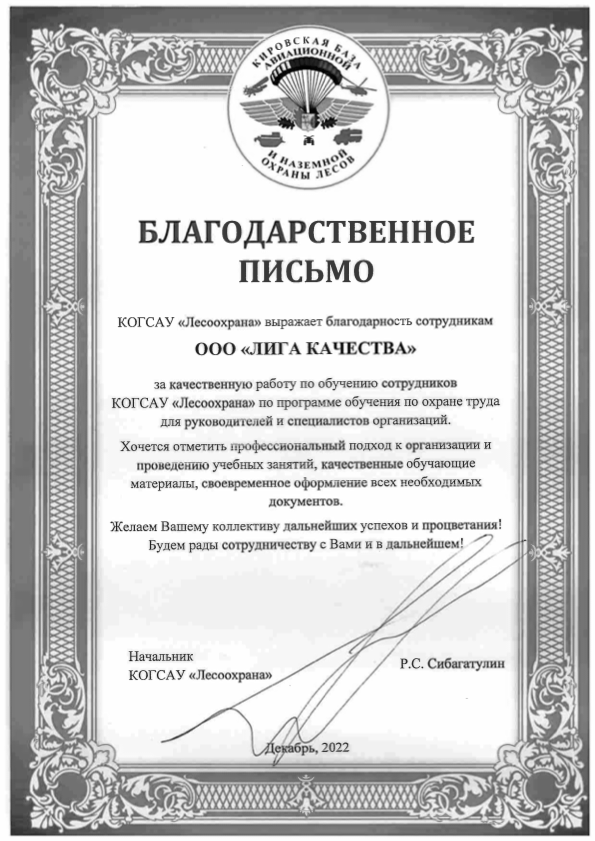 КИРОВСКАЯ БАЗА
АВИАЦИОННОЙ
И НАЗЕМНОЙ
ОХРАНЫ ЛЕСОВ
БЛАГОДАРСТВЕННОЕ
ПИСЬМО
КОГСАУ «Лесоохрана» выражает благодарность сотрудникам
ООО «ЛИГА КАЧЕСТВА»
за качественную работу по обучению сотрудников
КОГСАУ «Лесоохрана» по программе обучения по охране труда
для руководителей и специалистов организаций.
Хочется отметить профессиональный подход к организации и
проведению учебных занятий, качественные обучающие
материалы, своевременное оформление всех необходимых
документов.
Желаем Вашему коллективу дальнейших успехов и процветания!
Будем рады сотрудничеству с Вами и в дальнейшем!
Начальник
КОГСАУ «Лесоохрана»
Р.С. Сибагатулин
Декабрь, 2022